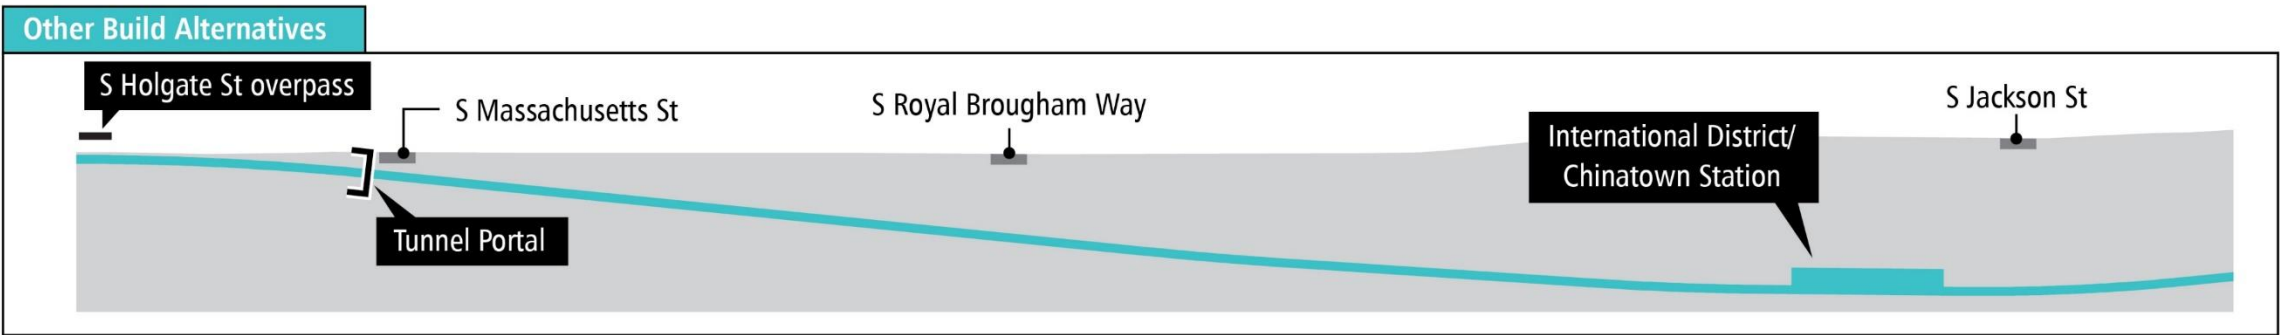 Other Build Alternatives
S Holgate St overpass
S Massachusetts St
S Royal Brougham Way
S Jackson St
International District/
Chinatown Station
Tunnel Portal